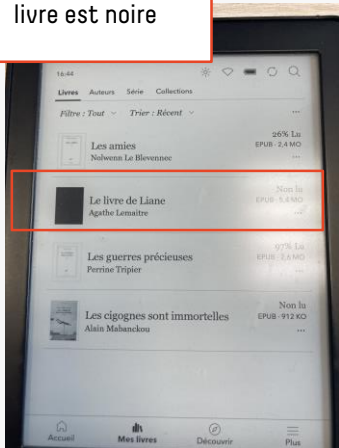 livre est noire
16:44
Livres Auteurs Série Collections
Filtre : Tout Trier : Récent
Les amies
Nolwenn Le Blevennec
26% Lu
EPUB - 2,4 MO
Le livre de Liane
Agathe Lemaitre
Non lu
EPUB - 5,4 MO
Les guerres précieuses
Perrine Tripier
97% Lu
EPUB - 2,6 MO
Les cigognes sont immortelles
Alain Mabanckou
Non lu
EPUB - 912 KO
Accueil Mes livres Découvrir Plus